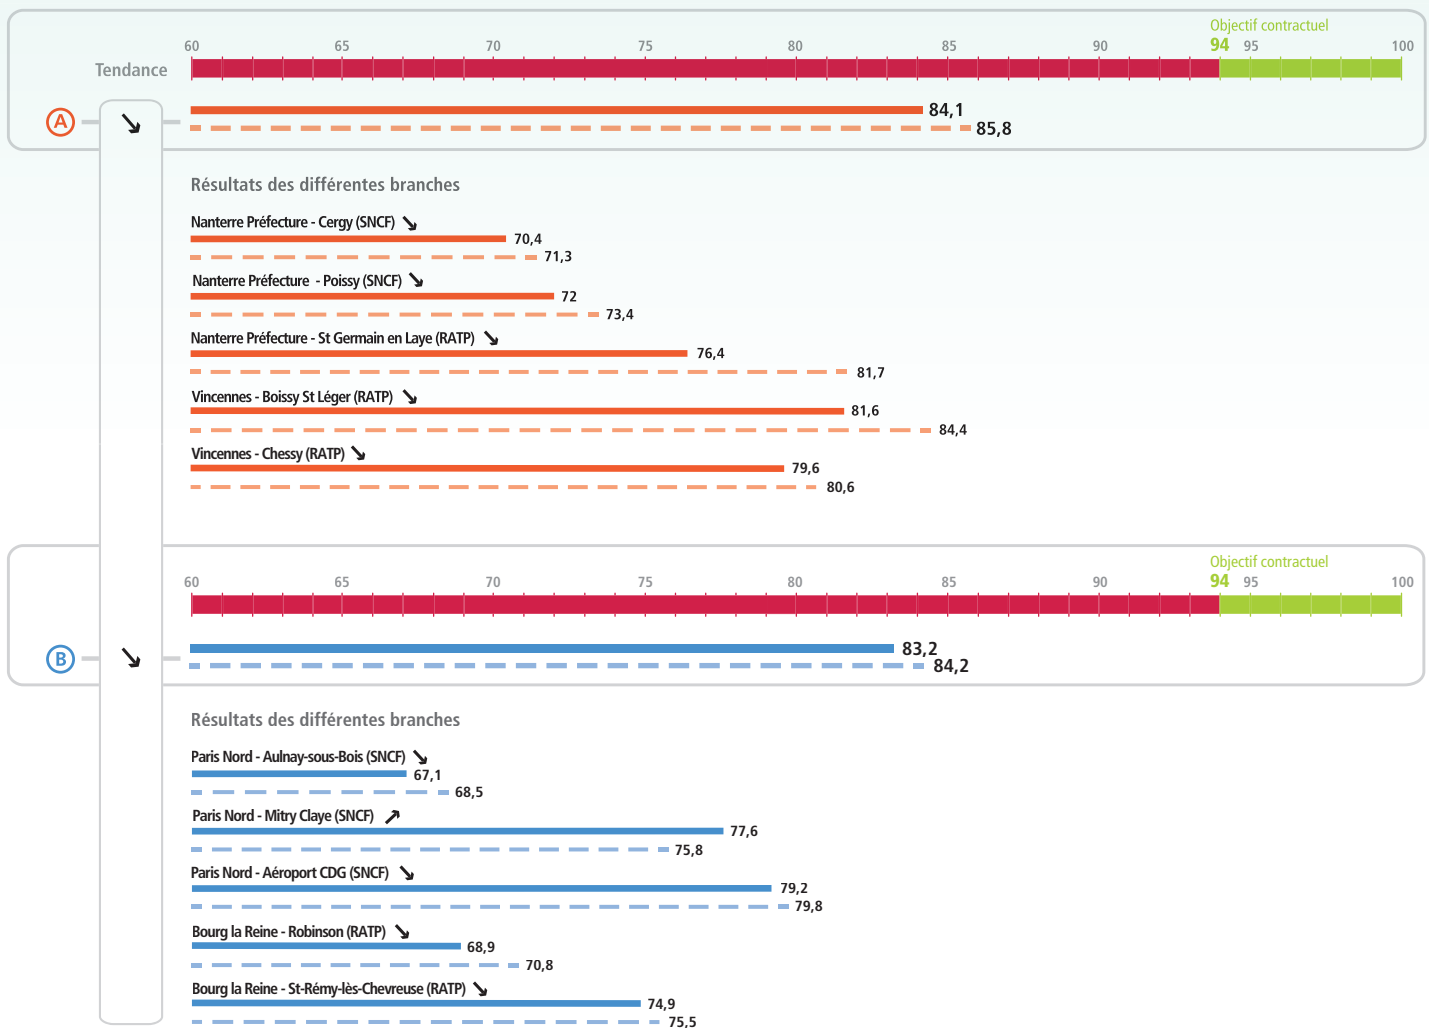 Objectif contractuel
60 65 70 75 80 85 90 94 95 100
Tendance
A
84,1
85,8
Résultats des différentes branches
Nanterre Préfecture - Cergy (SNCF)
70,4
71,3
Nanterre Préfecture - Poissy (SNCF)
72
73,4
Nanterre Préfecture - St Germain en Laye (RATP)
76,4
81,7
Vincennes - Boissy St Léger (RATP)
81,6
84,4
Vincennes - Chessy (RATP)
79,6
80,6
Objectif contractuel
60 65 70 75 80 85 90 94 95 100
B
83,2
84,2
Résultats des différentes branches
Paris Nord - Aulnay-sous-Bois (SNCF)
67,1
68,5
Paris Nord - Mitry Claye (SNCF)
77,6
75,8
Paris Nord - Aéroport CDG (SNCF)
79,2
79,8
Bourg la Reine - Robinson (RATP)
68,9
70,8
Bourg la Reine - St-Rémy-lès-Chevreuse (RATP)
74,9
75,5